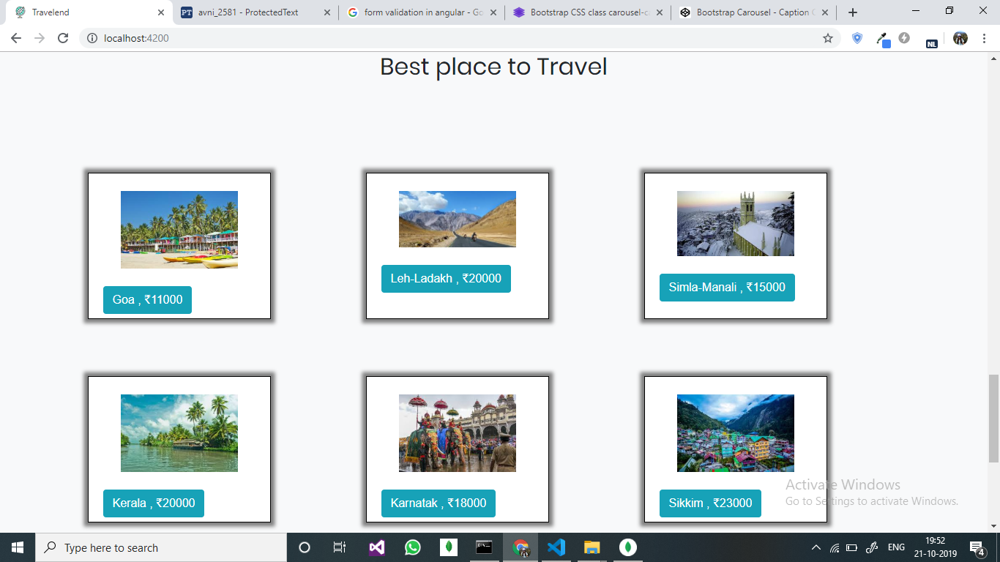 Travelend
avni_2581 - ProtectedText
form validation in angular - Go
Bootstrap CSS class carousel-c
Bootstrap Carousel - Caption C
localhost:4200
NL
Best place to Travel
Goa , ₹11000
Leh-Ladakh , ₹20000
Simla-Manali , ₹15000
Kerala , ₹20000
Karnatak , ₹18000
Sikkim , ₹23000
Activate Windows
Go to Settings to activate Windows.
Type here to search
ENG
19:52
21-10-2019
4